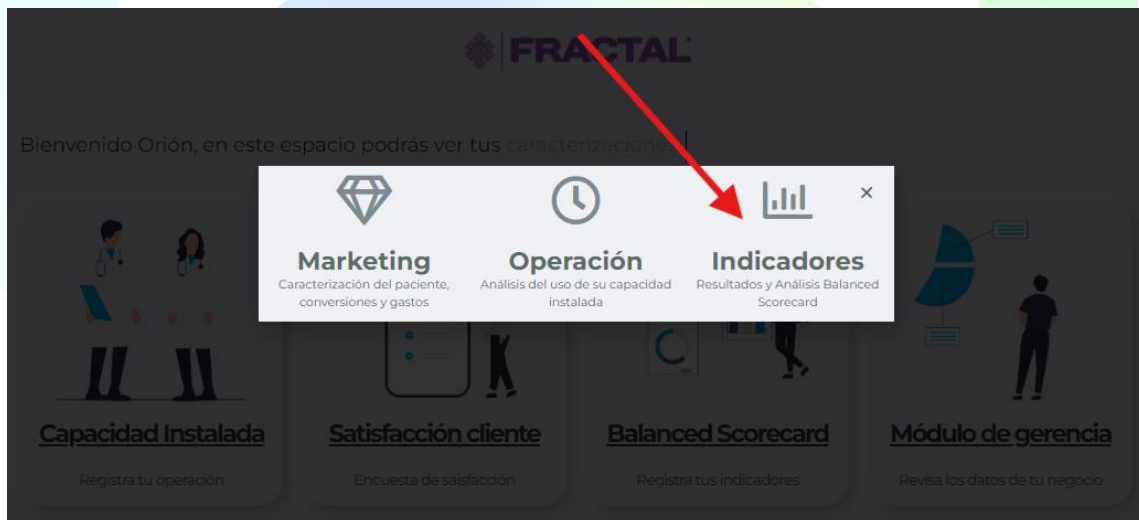 FRACTAL
Bienvenido Orión, en este espacio podrás ver tus caracterizaciones
Marketing
Caracterización del paciente,
conversiones y gastos
Operación
Análisis del uso de su capacidad
instalada
Indicadores
Resultados y Análisis Balanced
Scorecard
Capacidad Instalada
Registra tu operación
Satisfacción cliente
Encuesta de satisfacción
Balanced Scorecard
Registra tus indicadores
Módulo de gerencia
Revisa los datos de tu negocio